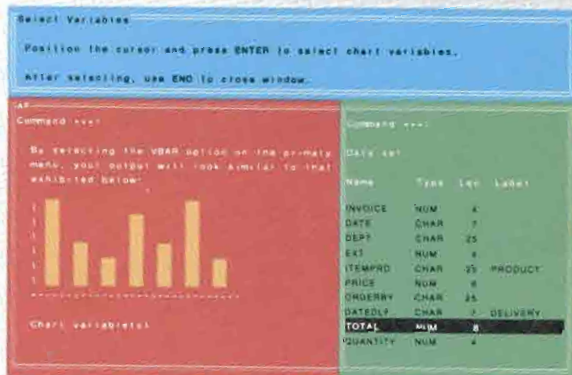 Select Variables
Position the cursor and press ENTER to select chart variables.
After selecting, use END to close window.
AF
Command ===>
By selecting the VBAR option on the primary
menu, your output will look similar to that
exhibited below:
Chart variable(s)
Command ===>
Data set
Name Type Len Label
INVOICE NUM
DATE CHAR 7
DEPT CHAR 25
EXT NUM
ITEMPRD CHAR 25 PRODUCT
PRICE NUM 8
ORDERBY CHAR 25
DATEDLY CHAR 7 DELIVERY
TOTAL NUM 8
QUANTITY NUM